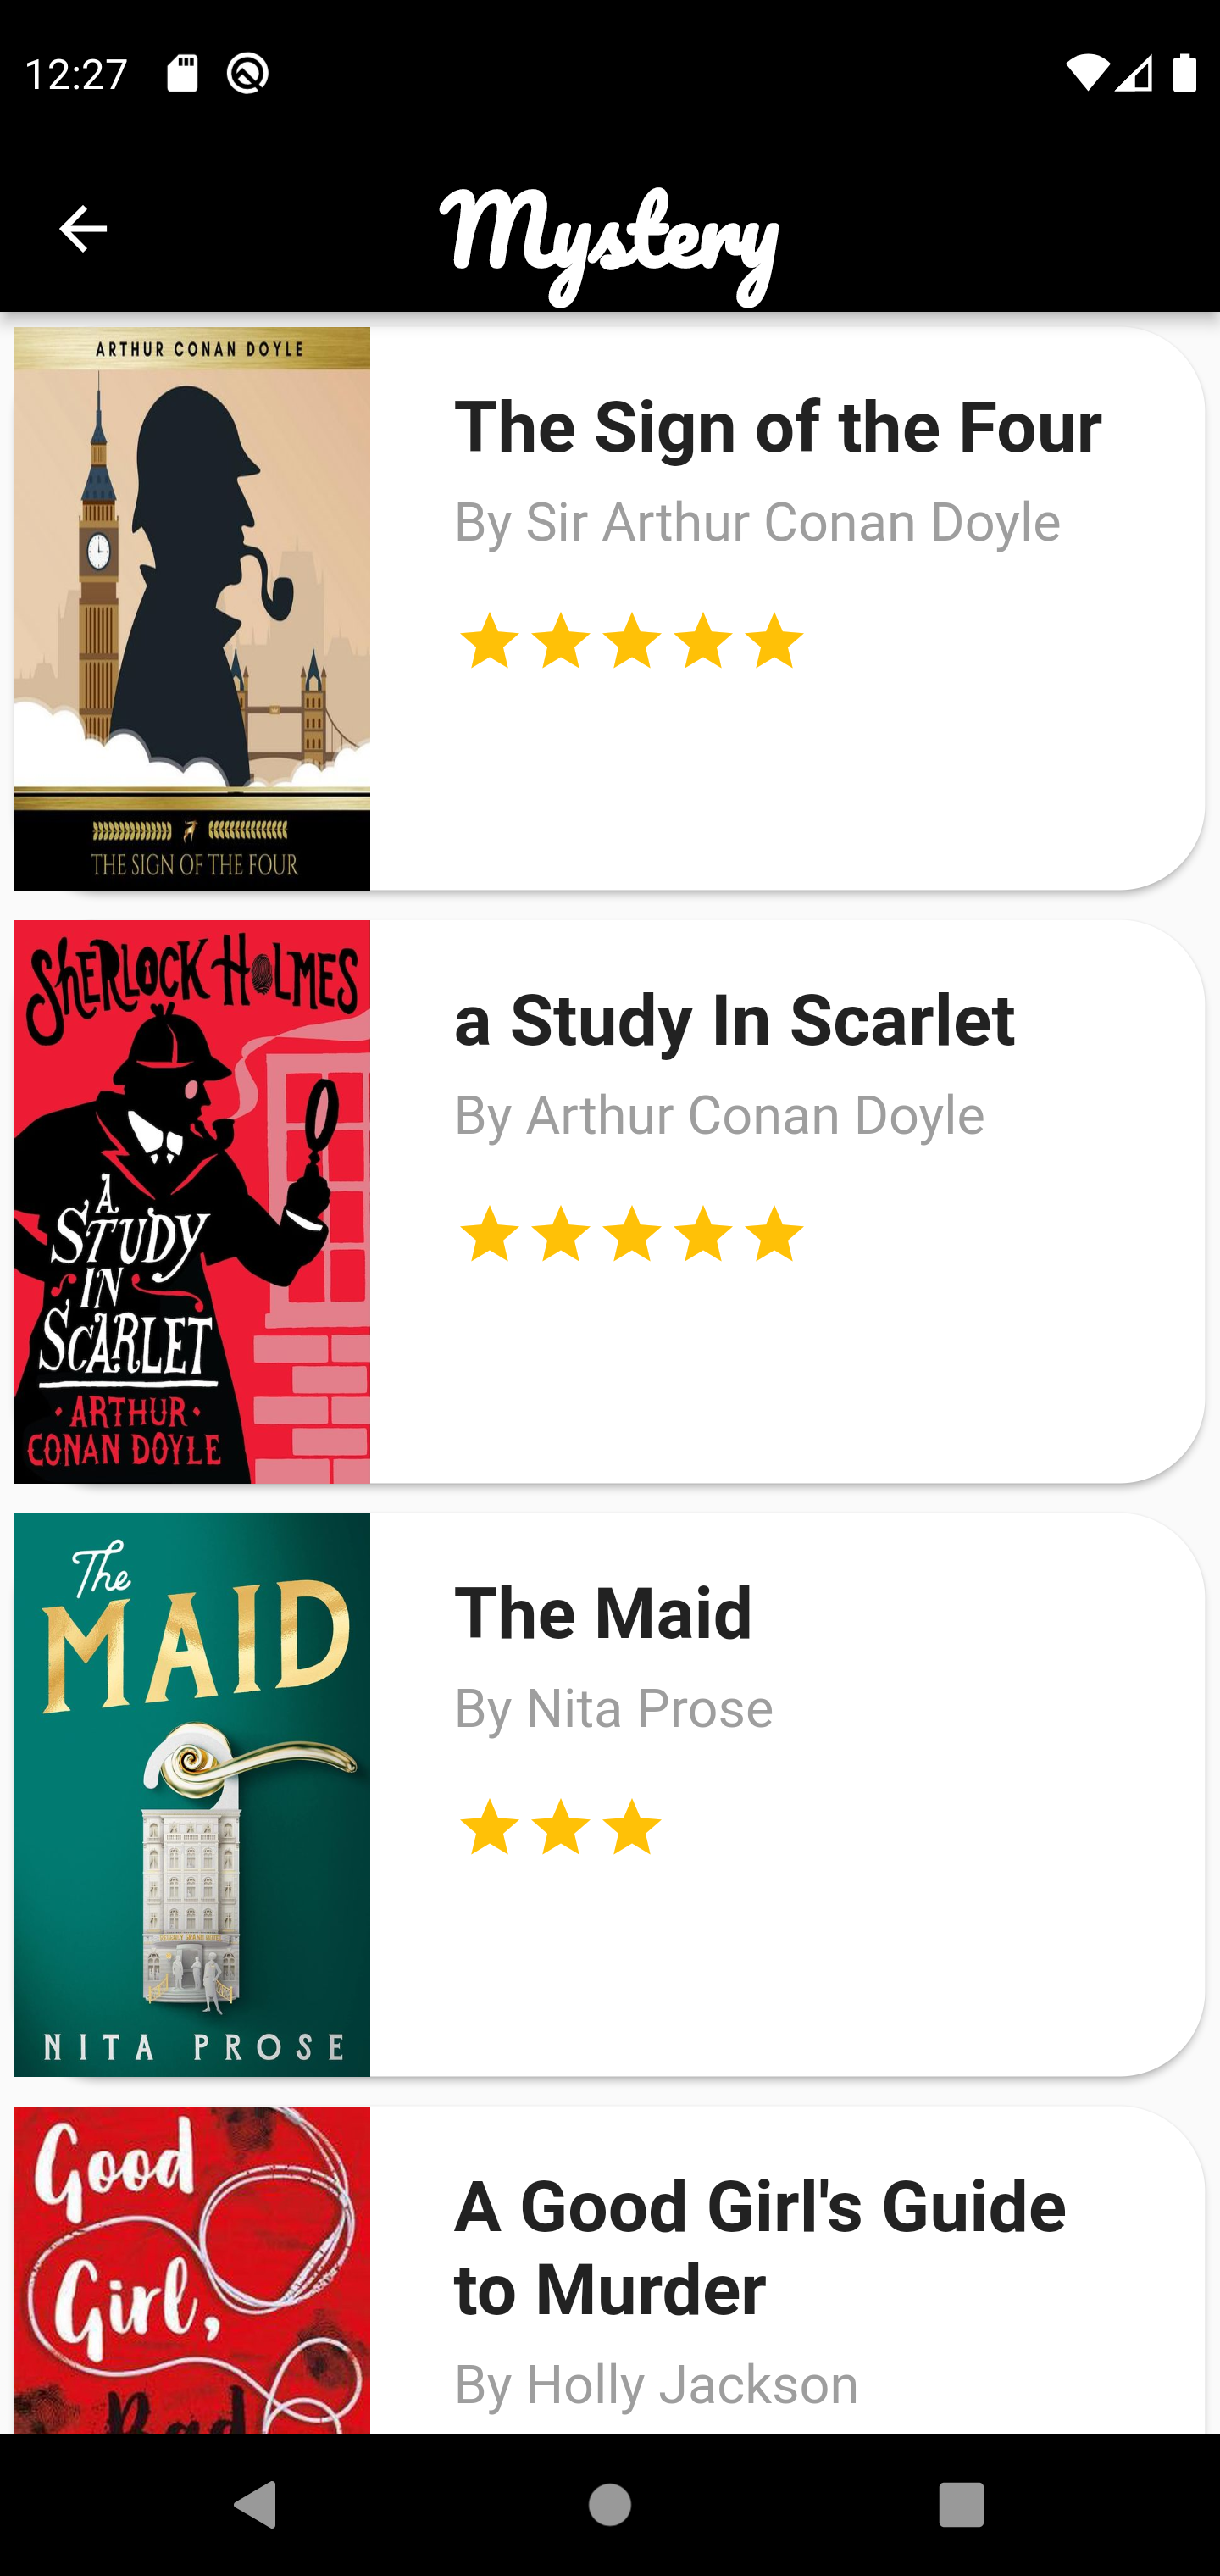 12:27
Mystery
ARTHUR CONAN DOYLE
THE SIGN OF THE FOUR
The Sign of the Four
By Sir Arthur Conan Doyle
SHERLOCK HOLMES
A
STUDY
IN
SCARLET
• ARTHUR •
CONAN DOYLE
a Study In Scarlet
By Arthur Conan Doyle
The
MAID
NITA PROSE
The Maid
By Nita Prose
Good
Girl,
Bad
A Good Girl's Guide
to Murder
By Holly Jackson